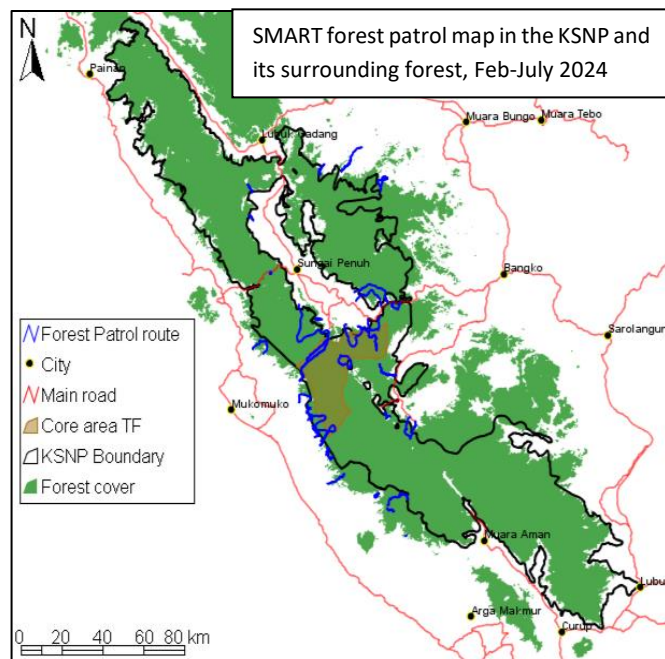 SMART forest patrol map in the KSNP and
its surrounding forest, Feb-July 2024
N
Painan
Lubuk Gadang
Muara Bungo
Muara Tebo
Sungai Penuh
Bangko
Sarolangun
Mukomuko
Forest Patrol route
City
Main road
Core area TF
KSNP Boundary
Forest cover
Muara Aman
Lubu
Arga Makmur
Curup
0 20 40 60 80 km